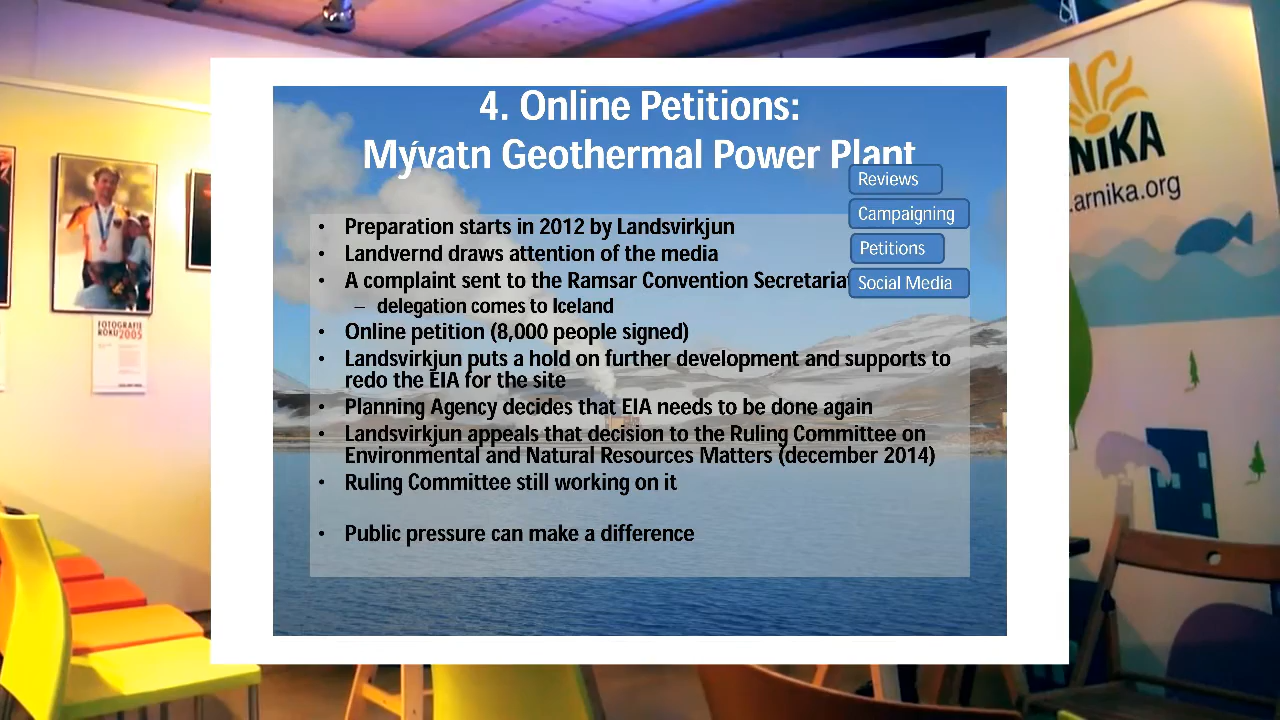 4. Online Petitions:
Mývatn Geothermal Power Plant
Reviews
Campaigning
Petitions
Social Media
• Preparation starts in 2012 by Landsvirkjun
• Landvernd draws attention of the media
• A complaint sent to the Ramsar Convention Secretariat
– delegation comes to Iceland
• Online petition (8,000 people signed)
• Landsvirkjun puts a hold on further development and supports to
redo the EIA for the site
• Planning Agency decides that EIA needs to be done again
• Landsvirkjun appeals that decision to the Ruling Committee on
Environmental and Natural Resources Matters (december 2014)
• Ruling Committee still working on it
• Public pressure can make a difference
NIKA
.arnika.org
FOTOGRAFIE
ROKU 2005